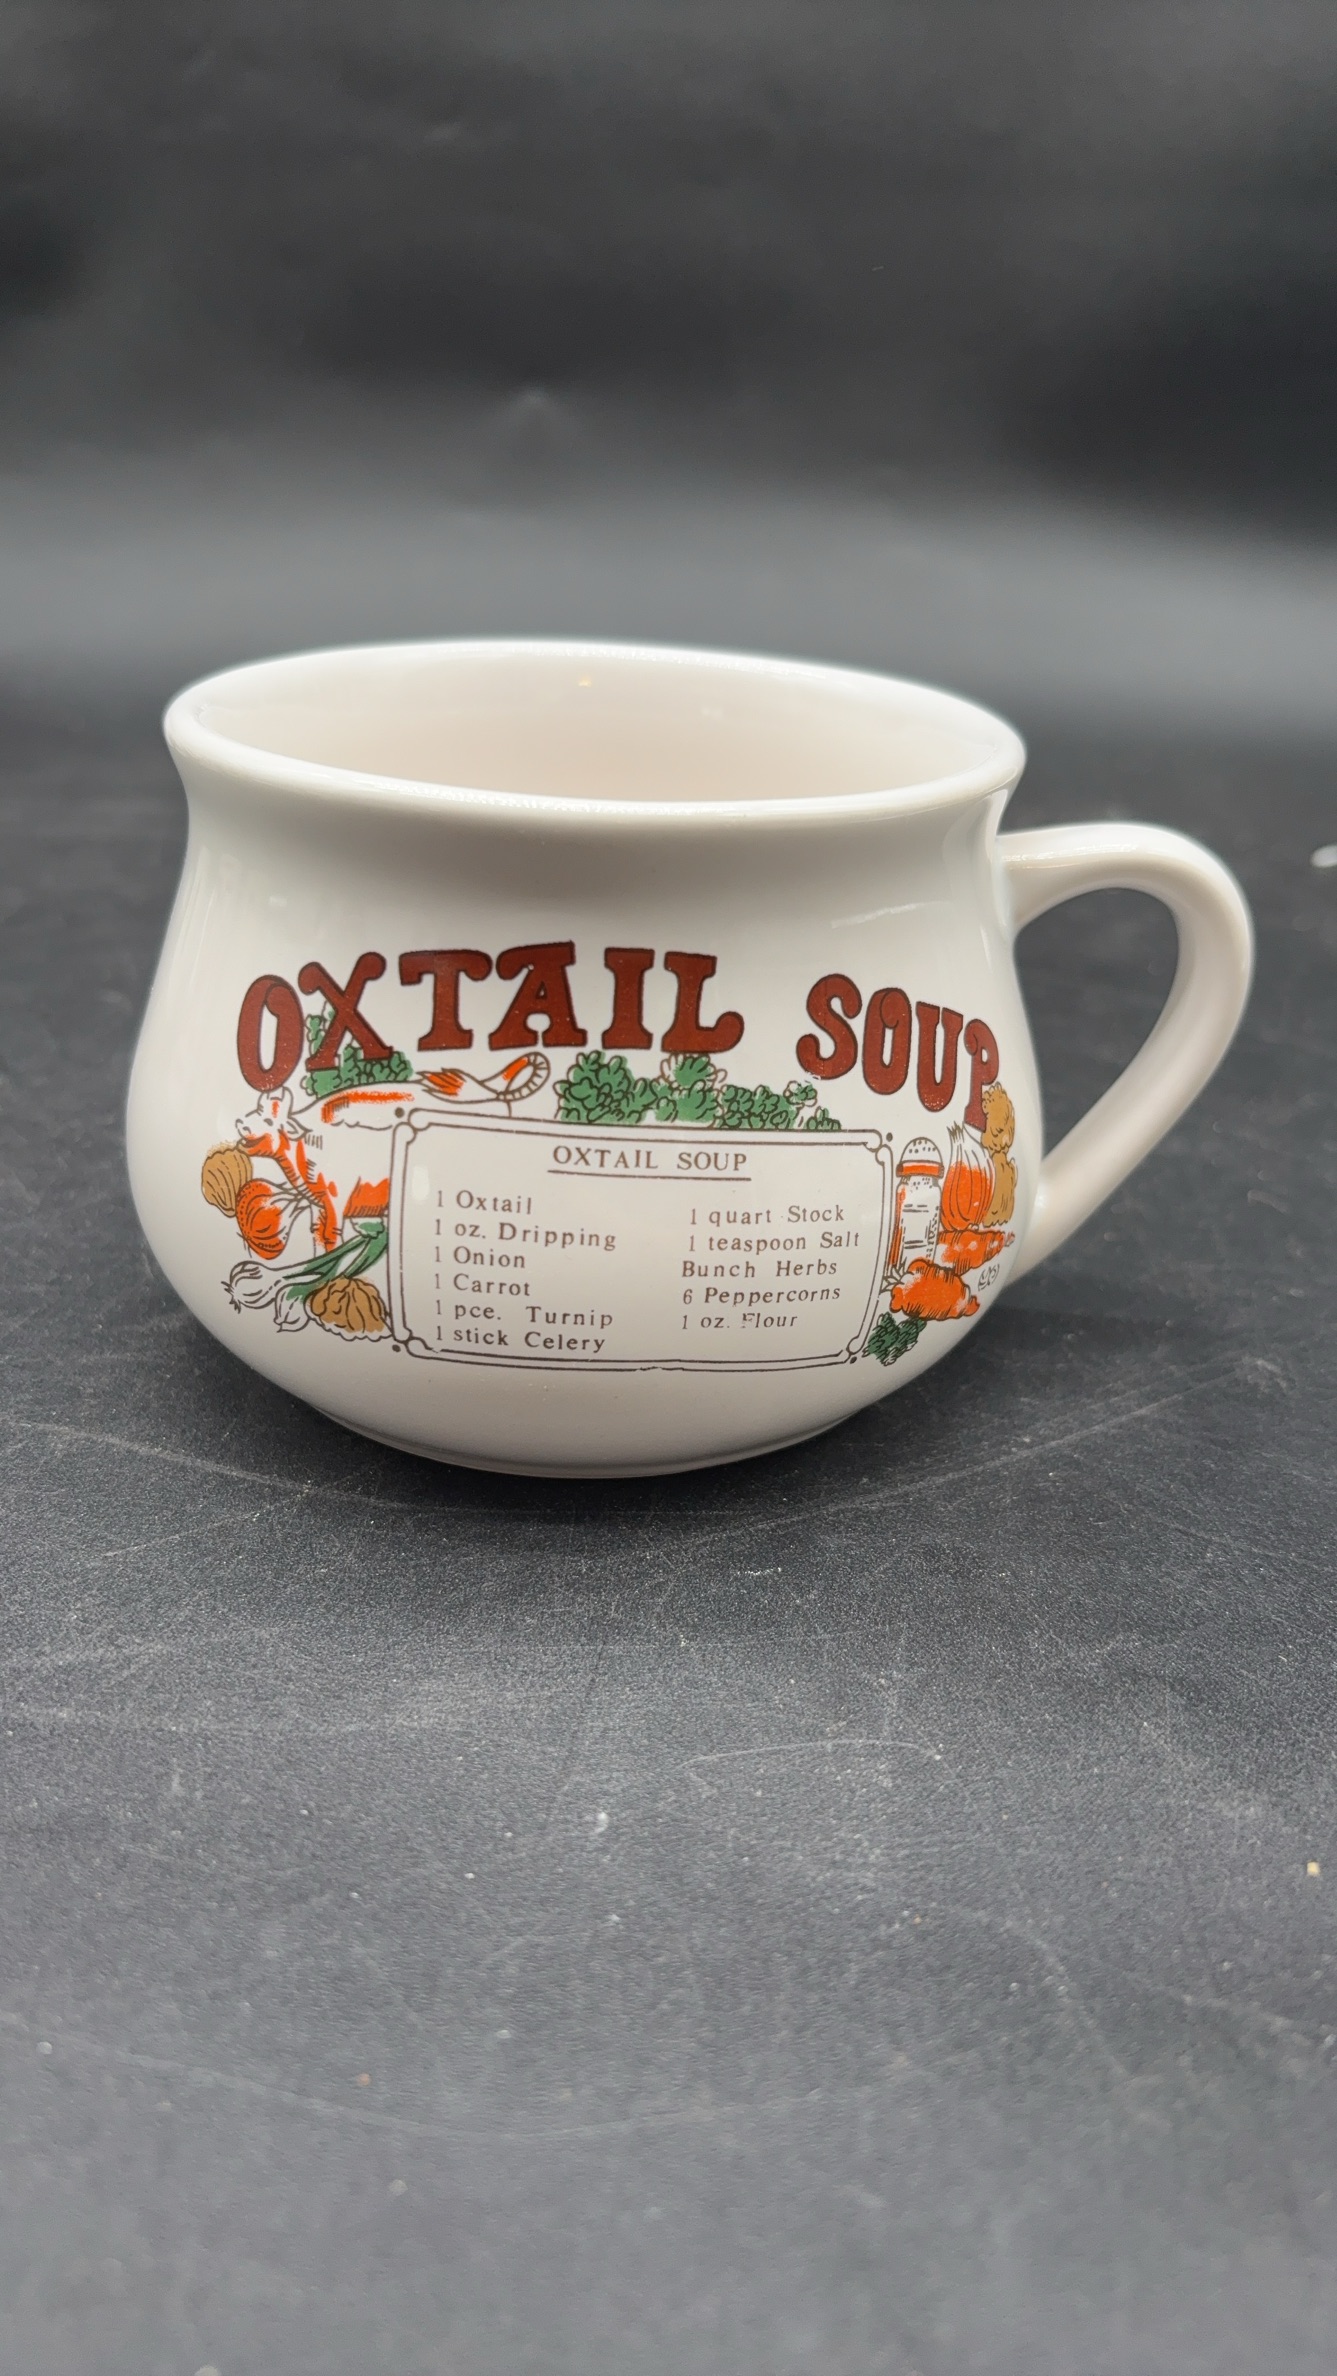 OXTAIL SOUP
OXTAIL SOUP
1 Oxtail
1 oz. Dripping
1 Onion
1 Carrot
1 pce. Turnip
1 stick Celery
1 quart Stock
1 teaspoon Salt
Bunch Herbs
6 Peppercorns
1 oz. Flour